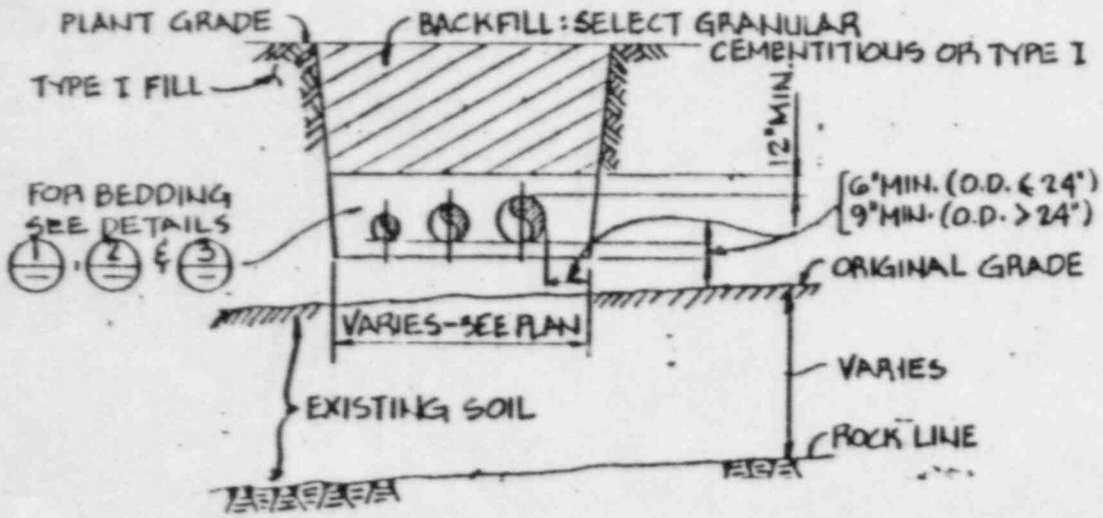 PLANT GRADE
BACKFILL: SELECT GRANULAR
CEMENTITIOUS OR TYPE I
TYPE I FILL
12" MIN.
FOR BEDDING
SEE DETAILS
1 , 2 & 3
6" MIN. (O.D. ≤ 24")
9" MIN. (O.D. > 24")
ORIGINAL GRADE
VARIES-SEE PLAN
VARIES
EXISTING SOIL
ROCK LINE